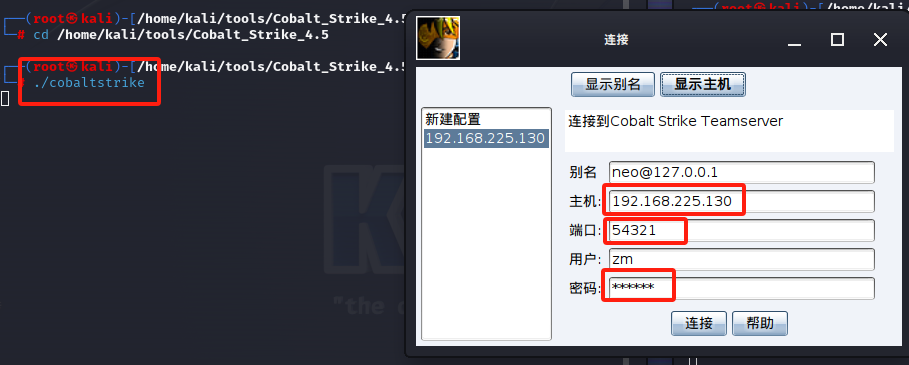 (root㉿kali)-[/home/kali/tools/Cobalt_Strike_4.5
# cd /home/kali/tools/Cobalt_Strike_4.5
(root㉿kali)-[/home/kali/tools/Cobalt_Strike_4.5
# ./cobaltstrike
(root㉿kali)-[/home/kali/
连接
显示别名 显示主机
新建配置
192.168.225.130
连接到Cobalt Strike Teamserver
别名 neo@127.0.0.1
主机: 192.168.225.130
端口: 54321
用户: zm
密码: ******
连接 帮助
"the